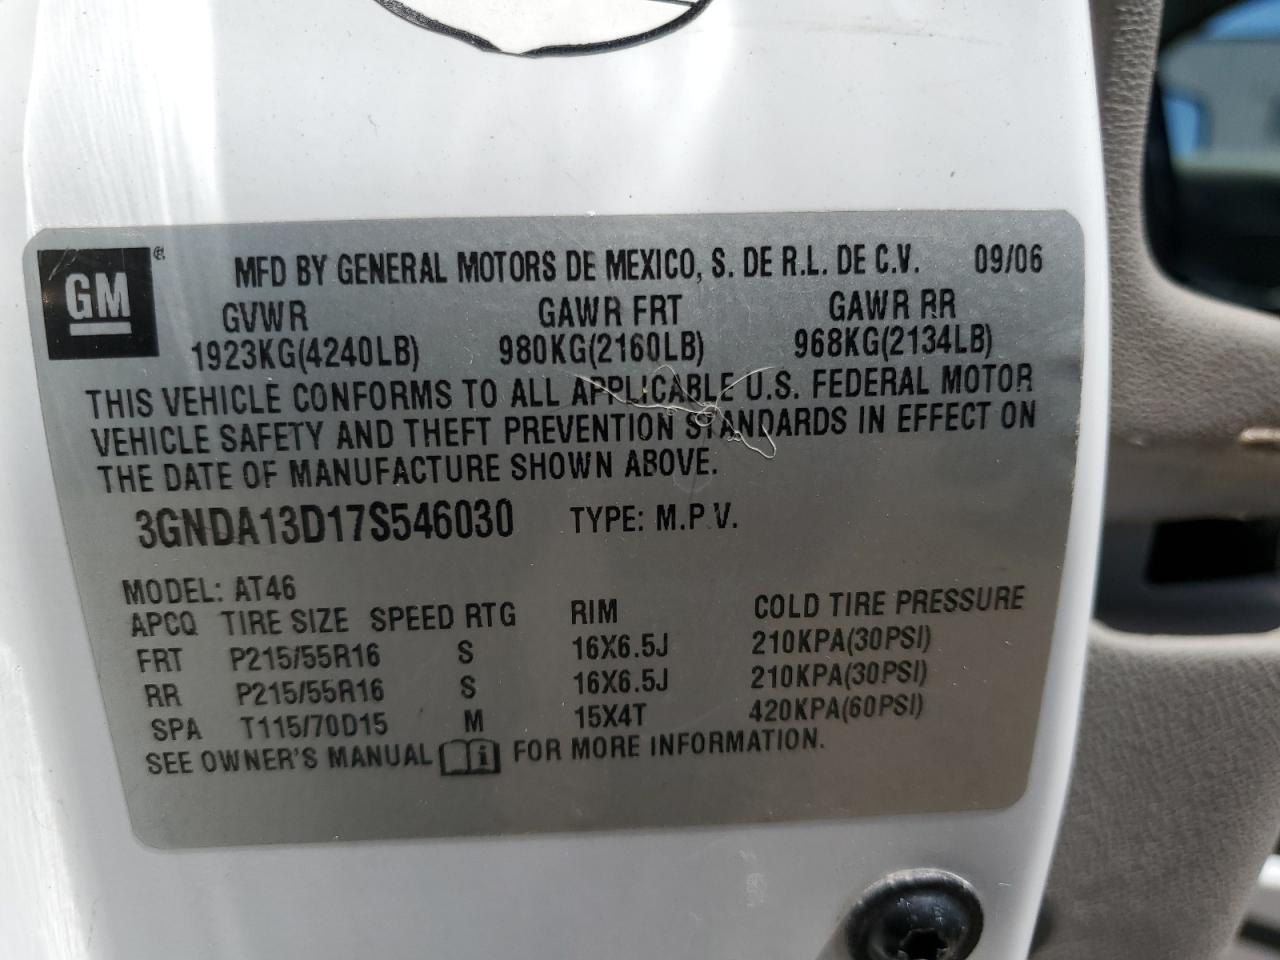 GM
MFD BY GENERAL MOTORS DE MEXICO, S. DE R.L. DE C.V. 09/06
GVWR GAWR FRT GAWR RR
1923KG(4240LB) 980KG(2160LB) 968KG(2134LB)
THIS VEHICLE CONFORMS TO ALL APPLICABLE U.S. FEDERAL MOTOR
VEHICLE SAFETY AND THEFT PREVENTION STANDARDS IN EFFECT ON
THE DATE OF MANUFACTURE SHOWN ABOVE.
3GNDA13D17S546030 TYPE: M.P.V.
MODEL: AT46
APCQ TIRE SIZE SPEED RTG RIM COLD TIRE PRESSURE
FRT P215/55R16 S 16X6.5J 210KPA(30PSI)
RR P215/55R16 S 16X6.5J 210KPA(30PSI)
SPA T115/70D15 M 15X4T 420KPA(60PSI)
SEE OWNER'S MANUAL i FOR MORE INFORMATION.